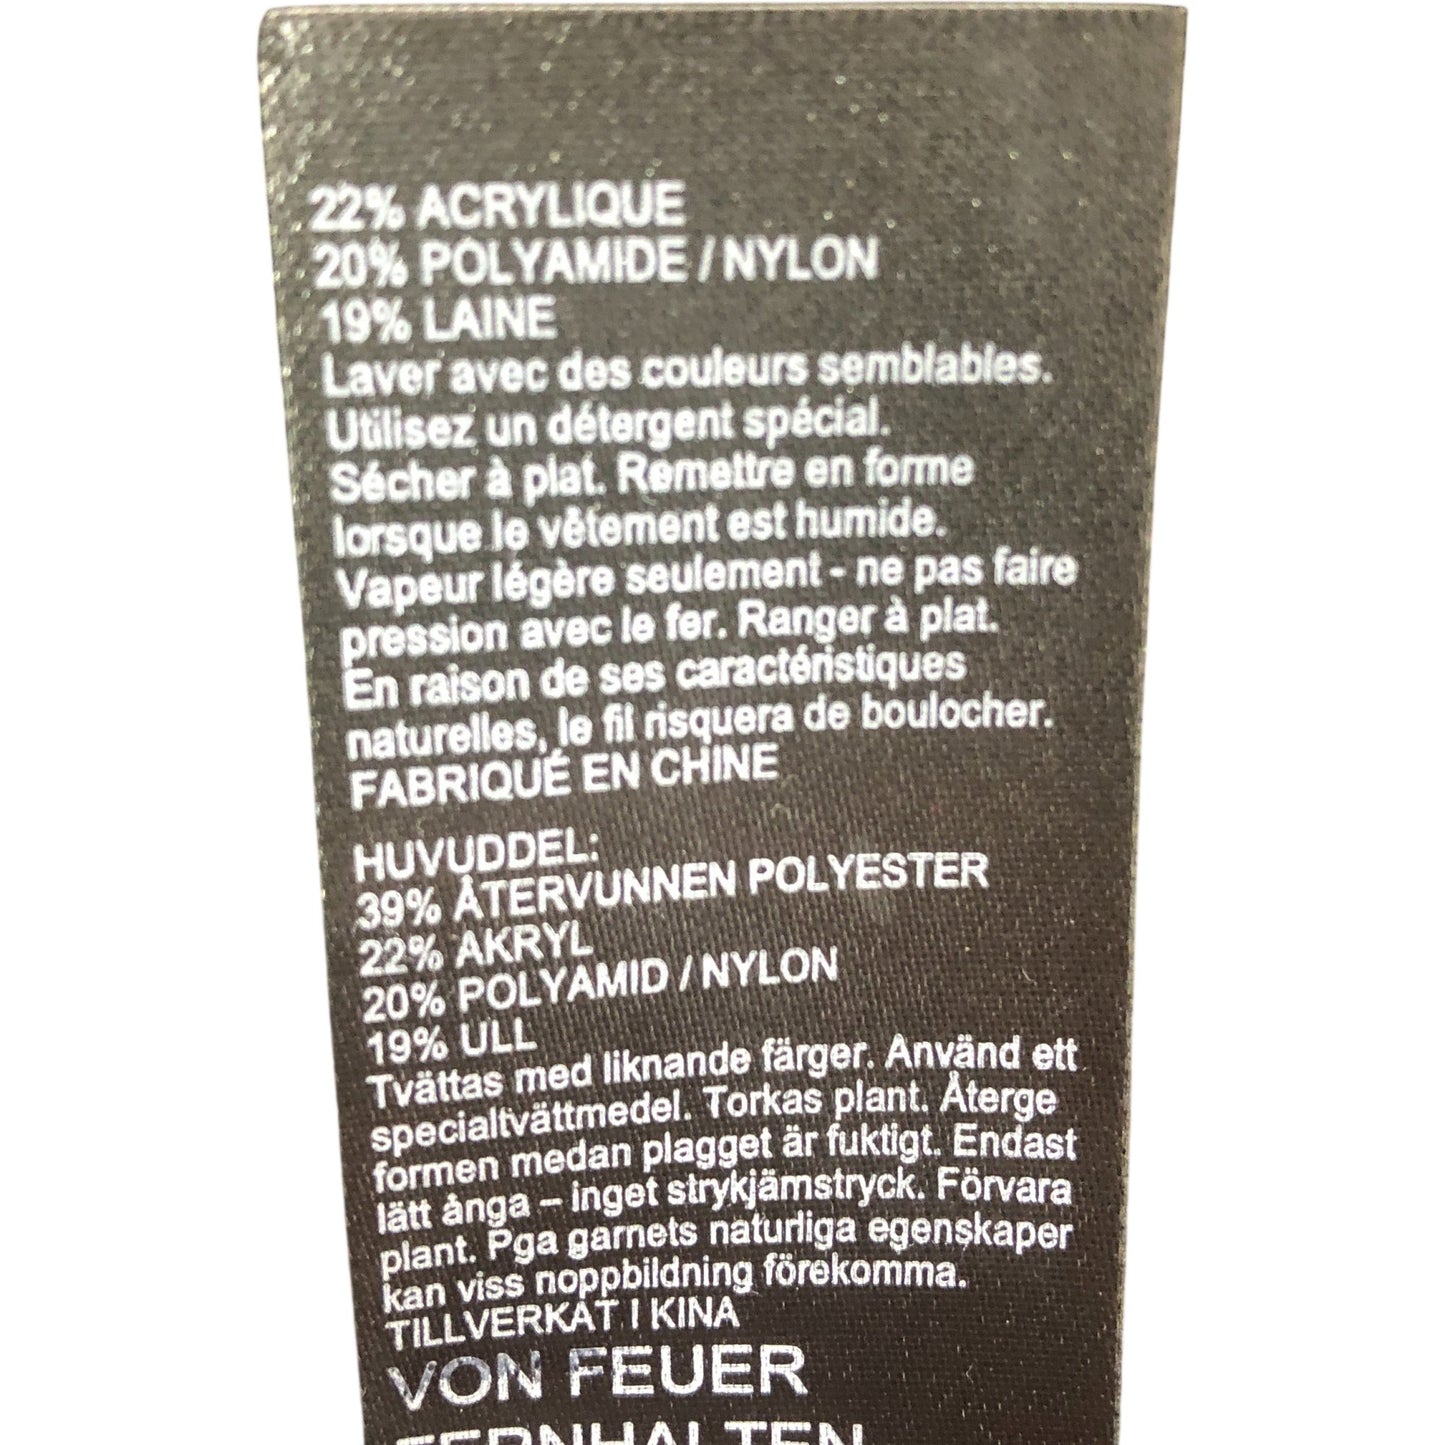 22% ACRYLIQUE
20% POLYAMIDE / NYLON
19% LAINE
Laver avec des couleurs semblables.
Utilisez un détergent spécial.
Sécher à plat. Remettre en forme
lorsque le vêtement est humide.
Vapeur légère seulement - ne pas faire
pression avec le fer. Ranger à plat.
En raison de ses caractéristiques
naturelles, le fil risquera de boulocher.
FABRIQUÉ EN CHINE
HUVUDDEL:
39% ÅTERVUNNEN POLYESTER
22% AKRYL
20% POLYAMID / NYLON
19% ULL
Tvättas med liknande färger. Använd ett
specialtvättmedel. Torkas plant. Återge
formen medan plagget är fuktigt. Endast
lätt ånga – inget strykjämstryck. Förvara
plant. Pga garnets naturliga egenskaper
kan viss noppbildning förekomma.
TILLVERKAT I KINA
VON FEUER
FERNHALTEN